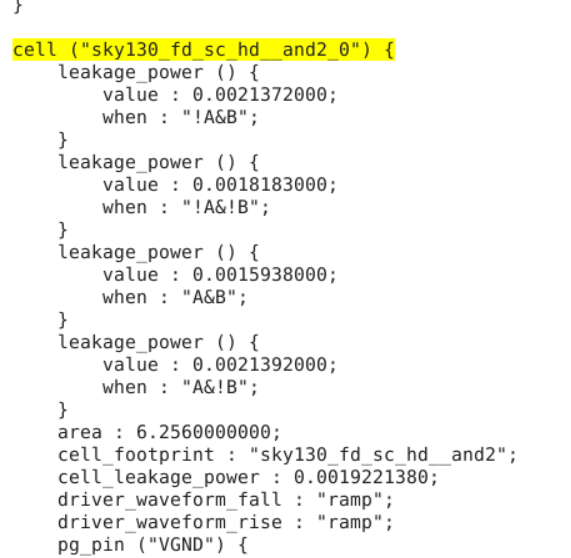 }
cell ("sky130_fd_sc_hd__and2_0") {
leakage_power () {
value : 0.0021372000;
when : "!A&B";
}
leakage_power () {
value : 0.0018183000;
when : "!A&!B";
}
leakage_power () {
value : 0.0015938000;
when : "A&B";
}
leakage_power () {
value : 0.0021392000;
when : "A&!B";
}
area : 6.2560000000;
cell_footprint : "sky130_fd_sc_hd__and2";
cell_leakage_power : 0.0019221380;
driver_waveform_fall : "ramp";
driver_waveform_rise : "ramp";
pg_pin ("VGND") {